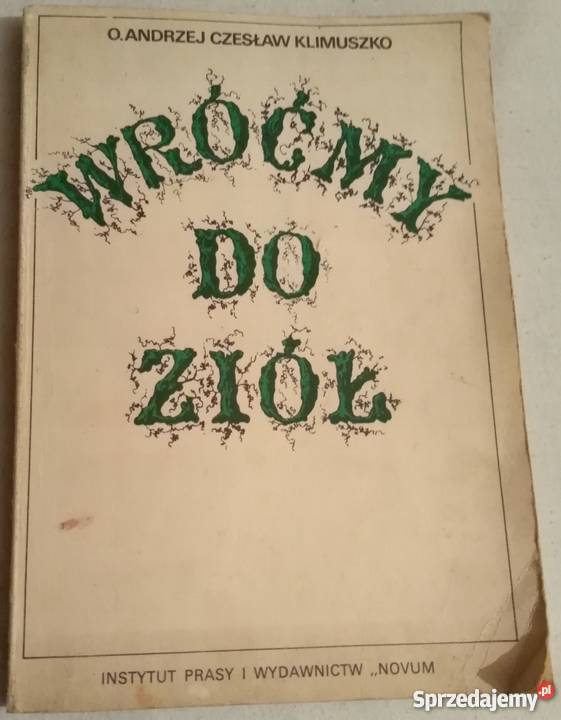 O. ANDRZEJ CZESŁAW KLIMUSZKO
WRÓĆMY
DO
ZIÓŁ
INSTYTUT PRASY I WYDAWNICTW „NOVUM
Sprzedajemy.pl